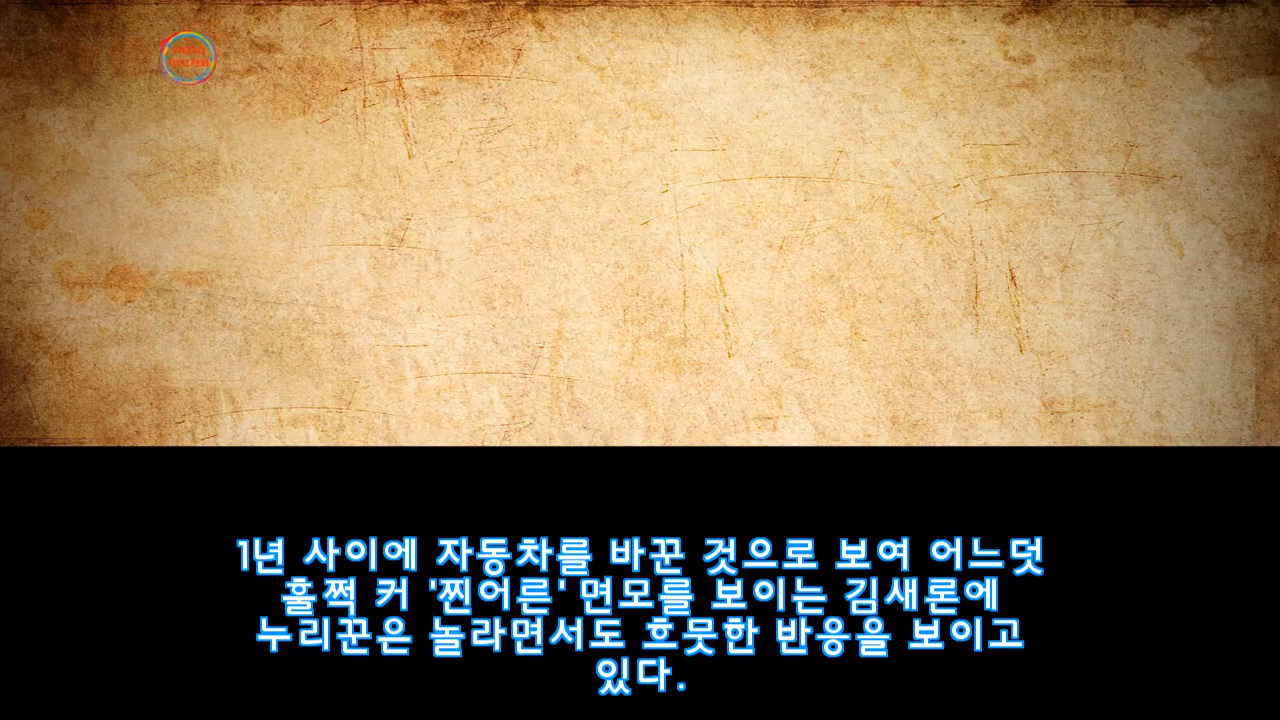 1년 사이에 자동차를 바꾼 것으로 보여 어느덧
훌쩍 커 '찐어른' 면모를 보이는 김새론에
누리꾼은 놀라면서도 흐뭇한 반응을 보이고
있다.